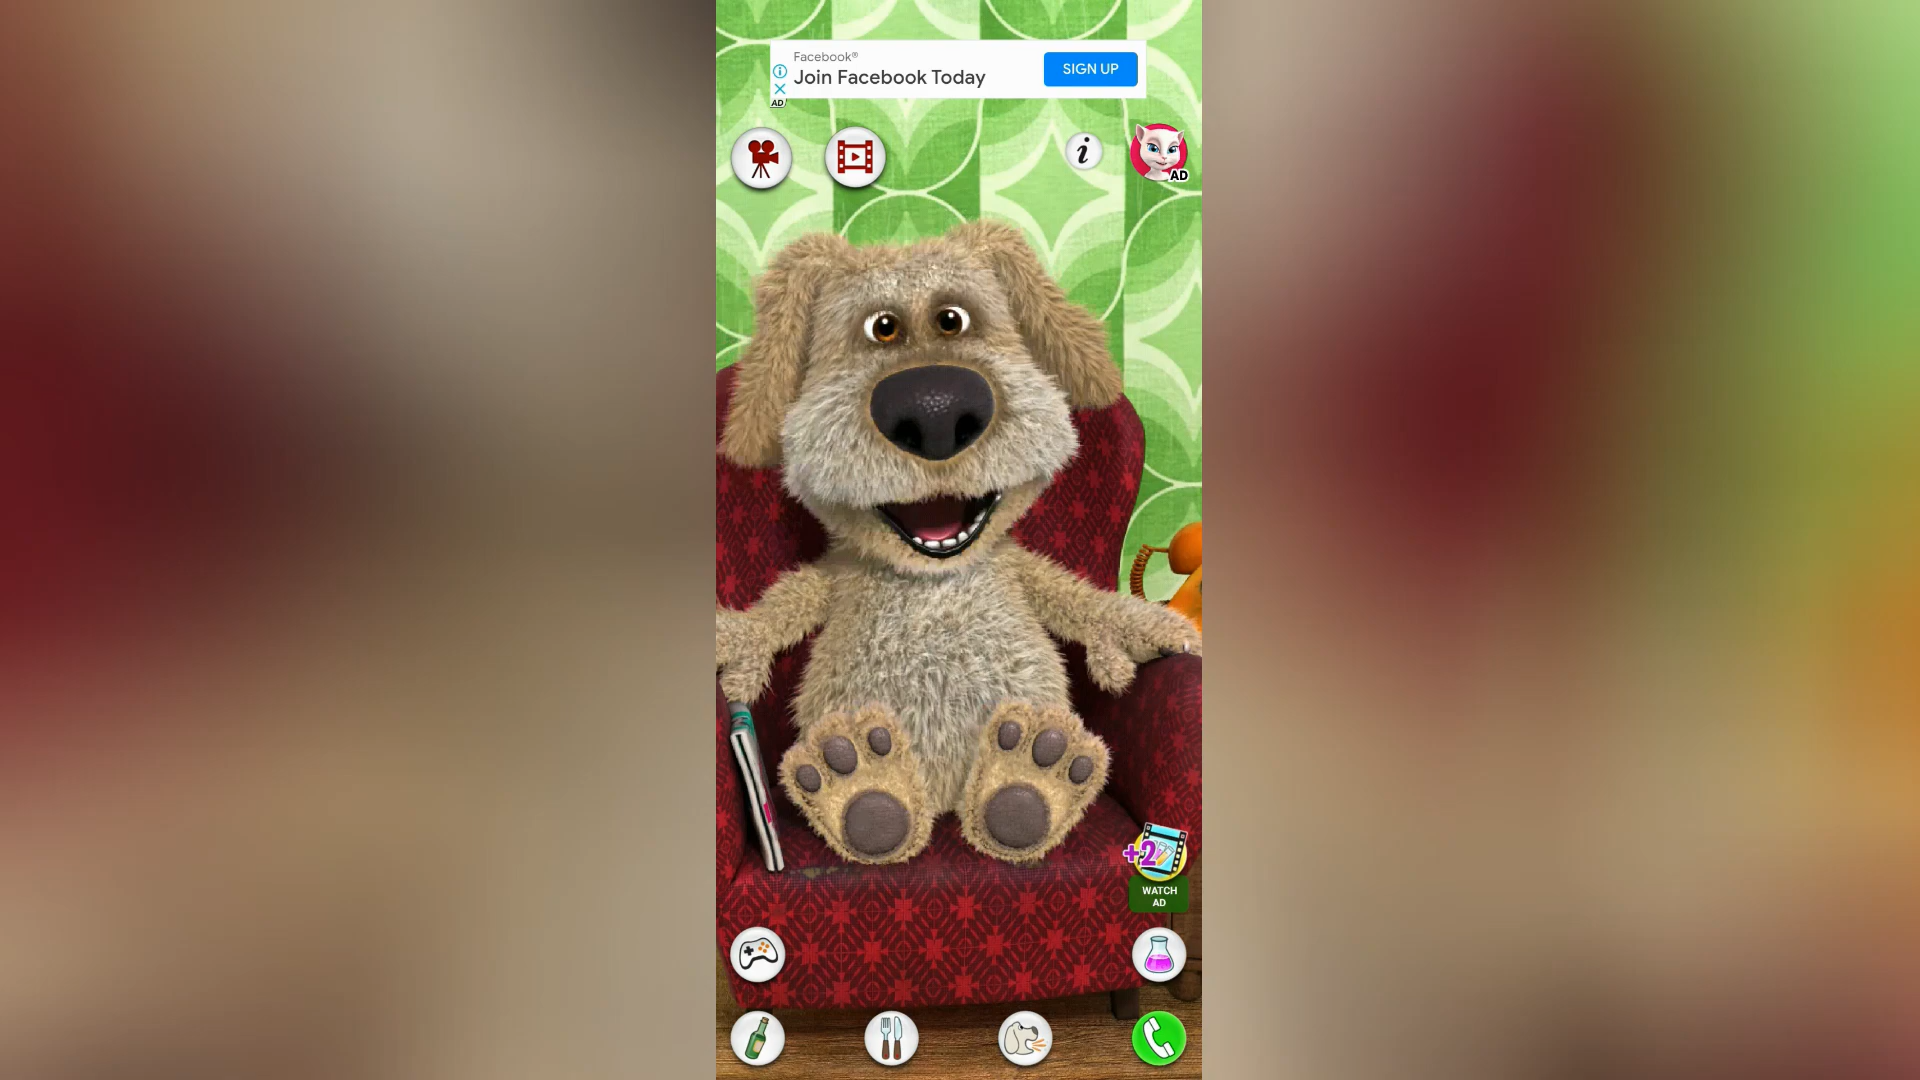 Facebook®
Join Facebook Today
SIGN UP
AD
i
AD
+2
WATCH
AD